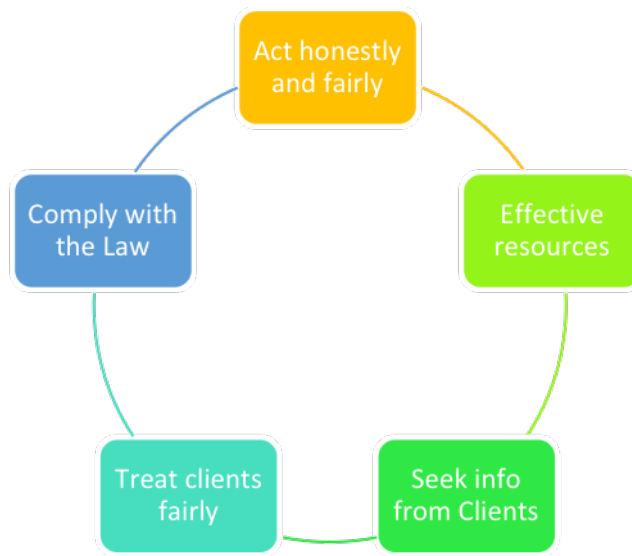 Act honestly
and fairly
Effective
resources
Seek info
from Clients
Treat clients
fairly
Comply with
the Law